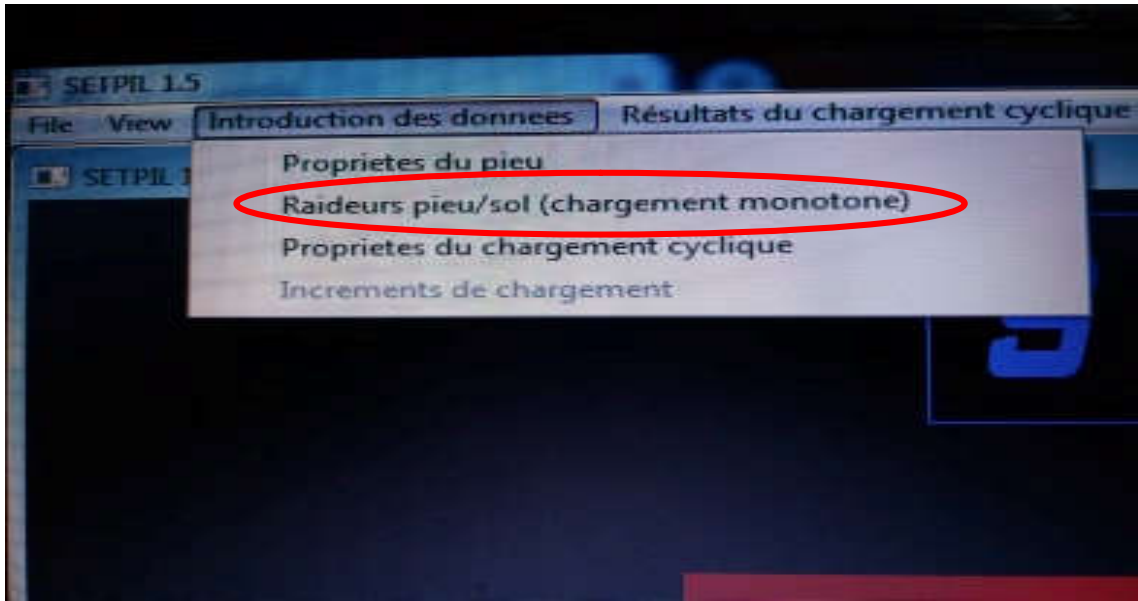 SETPIL 1.5
File View Introduction des donnees Résultats du chargement cyclique
SETPIL
Proprietes du pieu
Raideurs pieu/sol (chargement monotone)
Proprietes du chargement cyclique
Increments de chargement